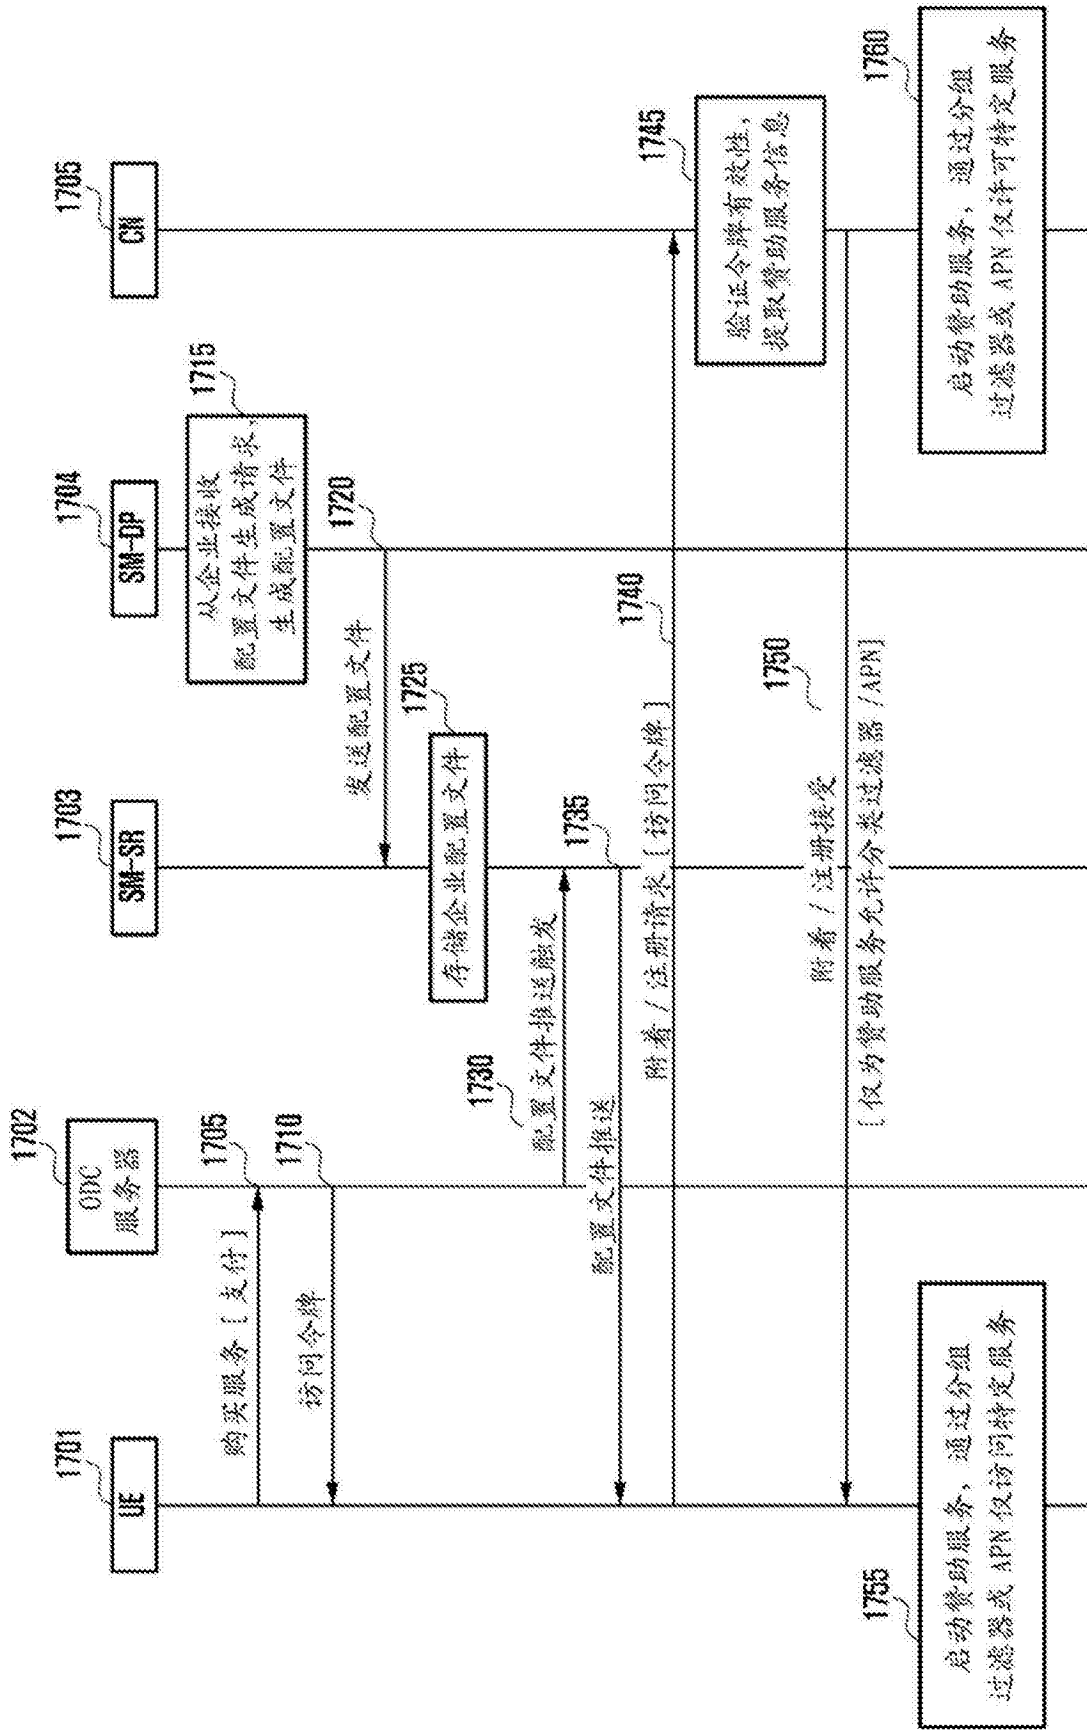 1701
UE
1702
ODC
服务器
1703
SM-SR
1704
SM-DP
1705
CN
购买服务 [支付]
1705
访问令牌
1710
从企业接收
配置文件生成请求,
生成配置文件
1715
发送配置文件
1720
存储企业配置文件
1725
1730
配置文件推送触发
配置文件推送
1735
附着/注册请求 [访问令牌]
1740
验证令牌有效性,
提取赞助服务信息
1745
附着/注册接受
1750
[仅为赞助服务允许分类过滤器/APN]
1755
启动赞助服务, 通过分组
过滤器或 APN 仅访问特定服务
1760
启动赞助服务, 通过分组
过滤器或 APN 仅许可特定服务